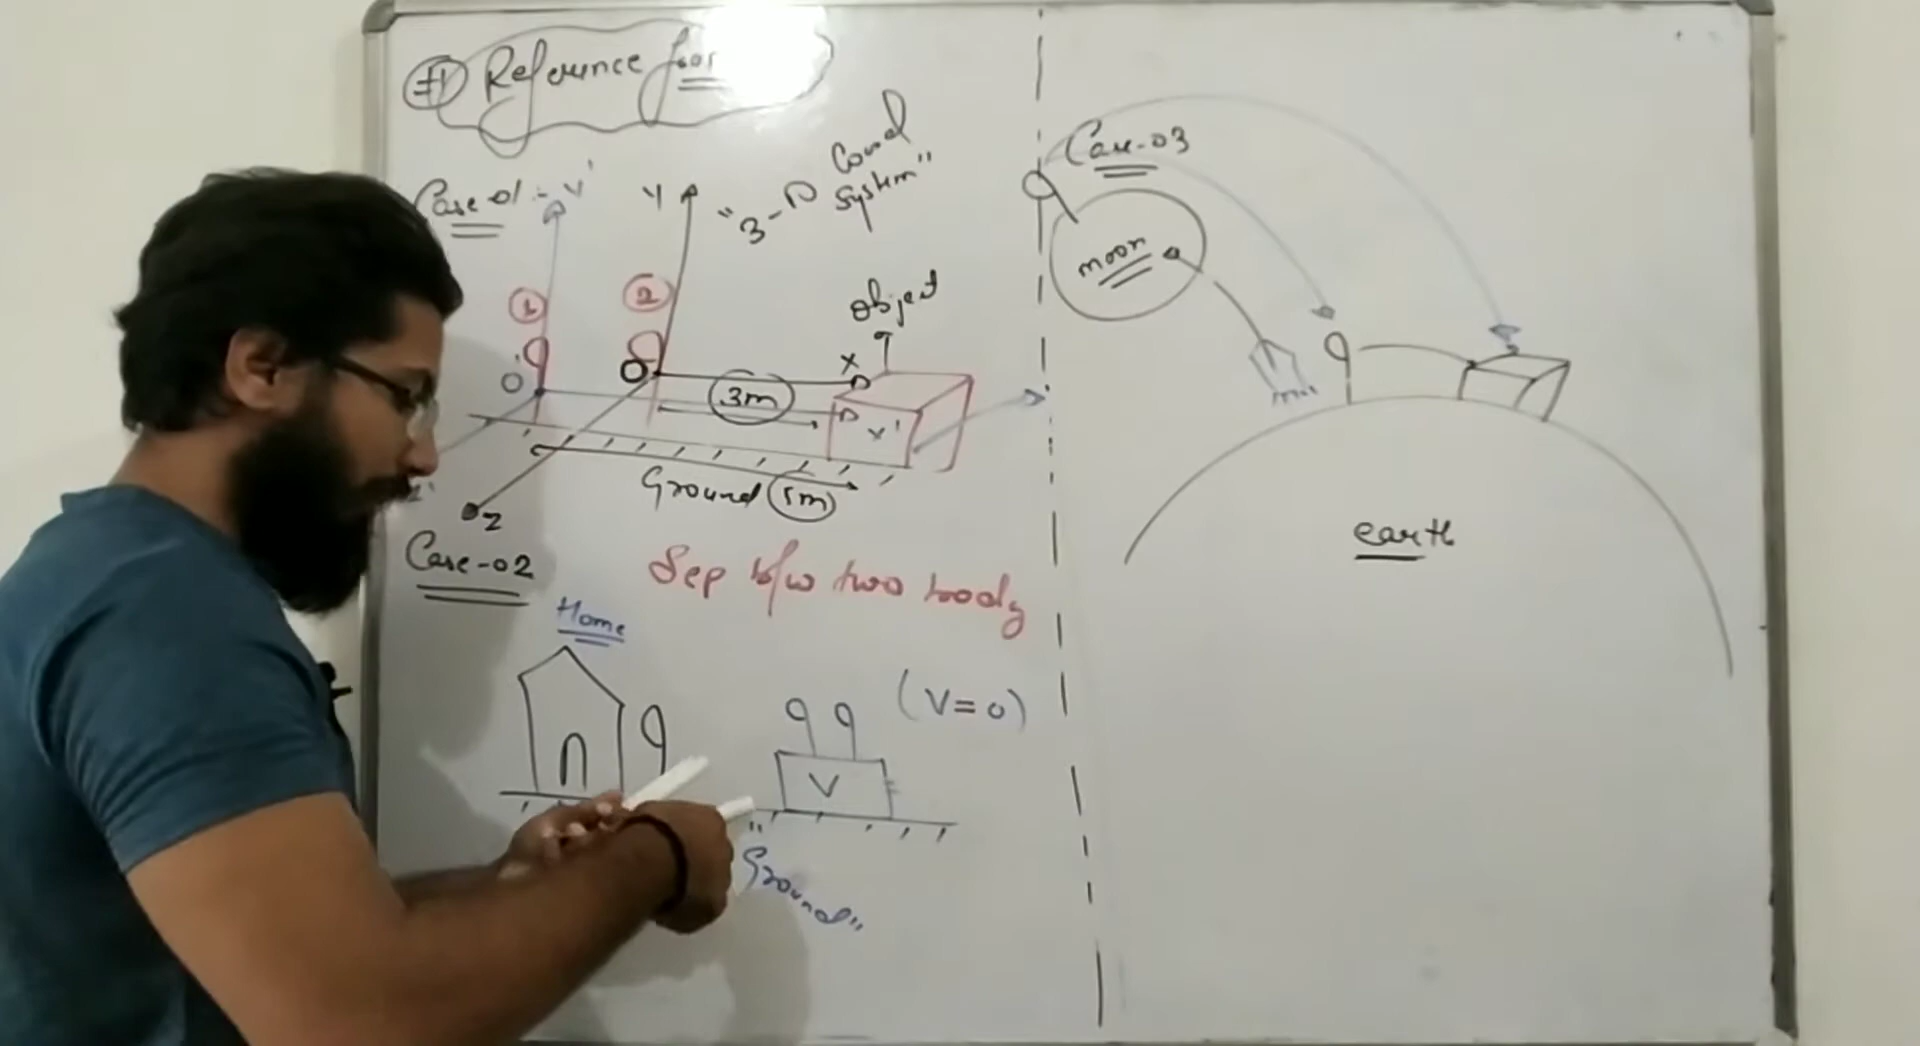 #1 Reference
Case-01 :-
Y'
Y
"3-D Coord
System"
1
2
Object
O'
O
X
3m
X'
Ground 5m
Z
Case-02
Sep b/w two body
Home
(V=0)
V
"Ground"
Case-03
moon
earth